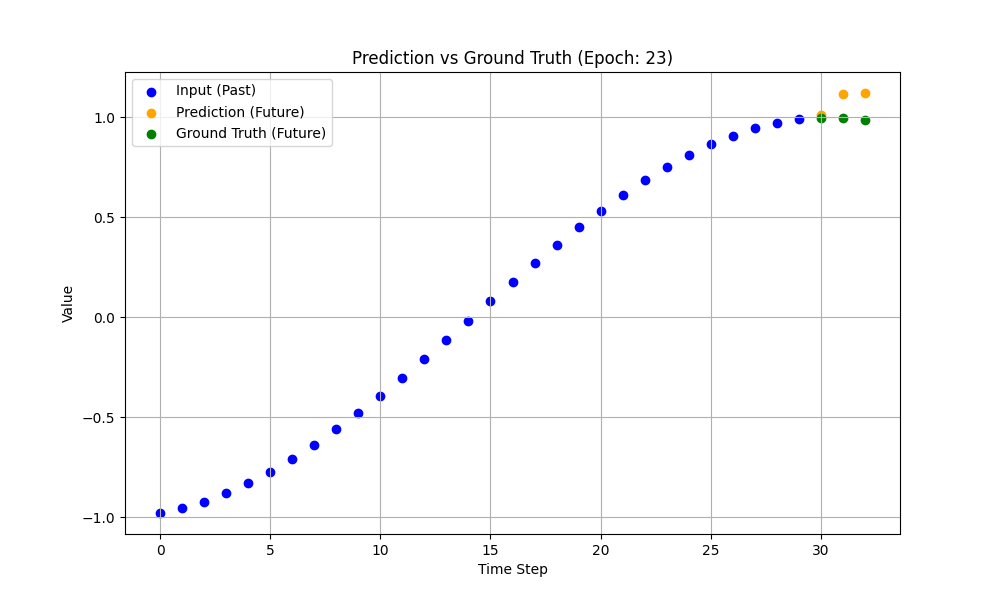 Prediction vs Ground Truth (Epoch: 23)
Input (Past)
Prediction (Future)
Ground Truth (Future)
1.0
0.5
0.0
−0.5
−1.0
Value
0 5 10 15 20 25 30
Time Step